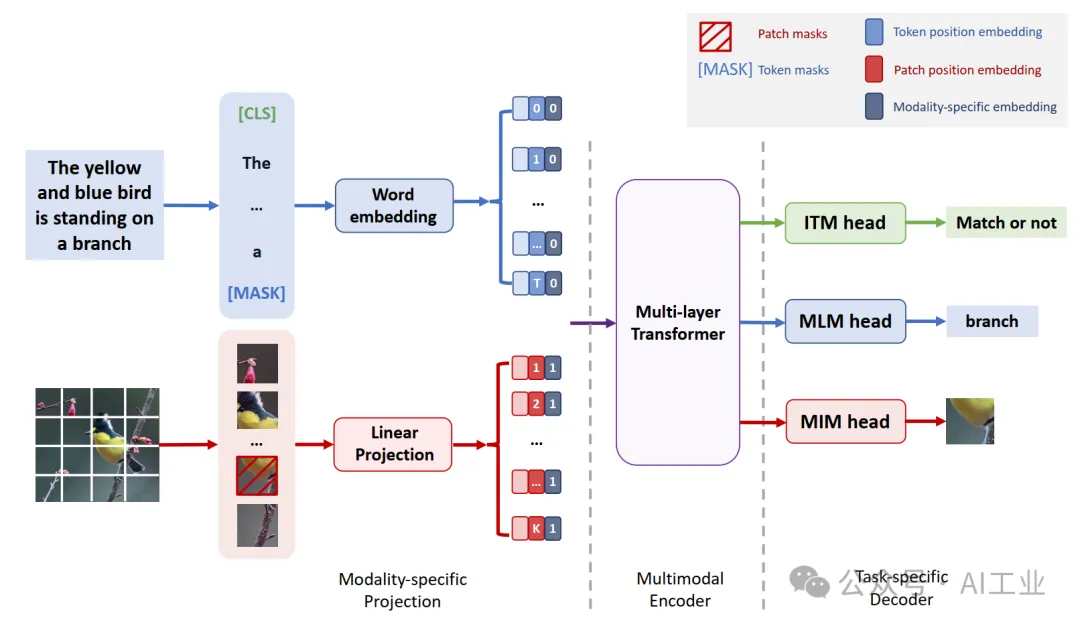 Patch masks
[MASK] Token masks
Token position embedding
Patch position embedding
Modality-specific embedding
The yellow
and blue bird
is standing on
a branch
[CLS]
The
...
a
[MASK]
Word
embedding
0 0
1 0
...
... 0
T 0
...
Linear
Projection
1 1
2 1
...
... 1
K 1
Multi-layer
Transformer
ITM head
Match or not
MLM head
branch
MIM head
Modality-specific
Projection
Multimodal
Encoder
Task-specific
Decoder
公众号 · AI工业